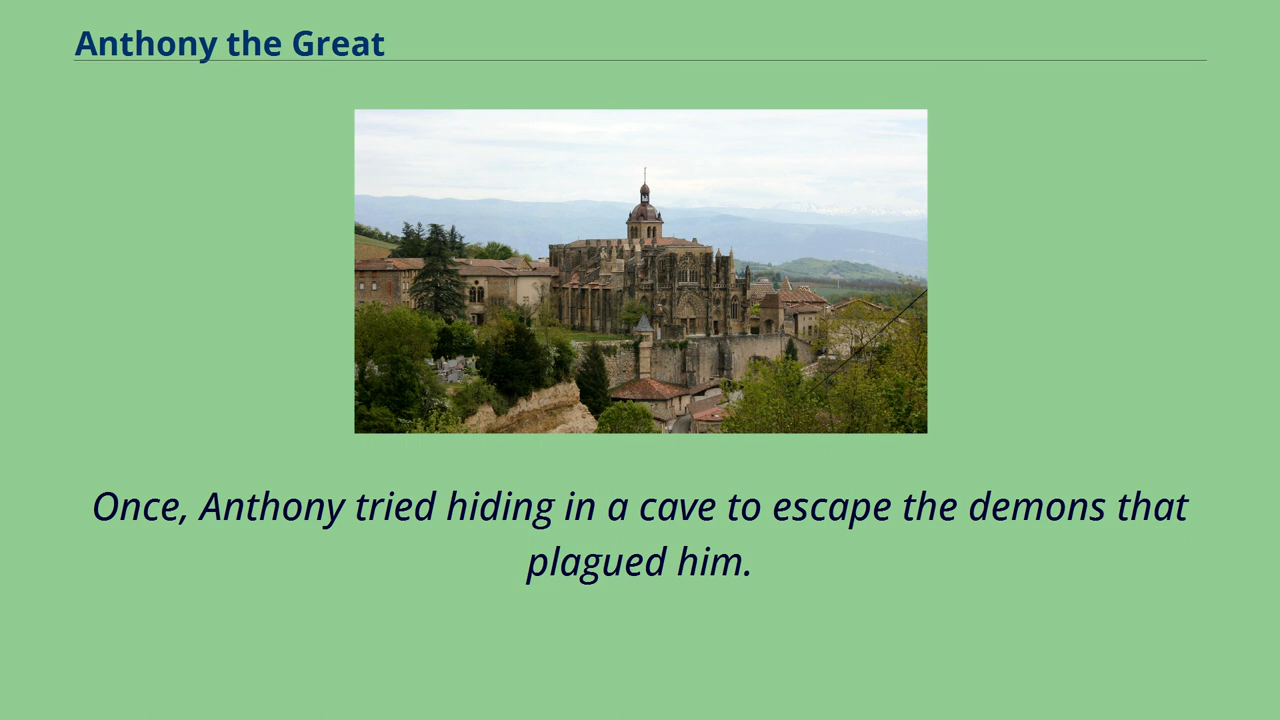 Anthony the Great
Once, Anthony tried hiding in a cave to escape the demons that
plagued him.